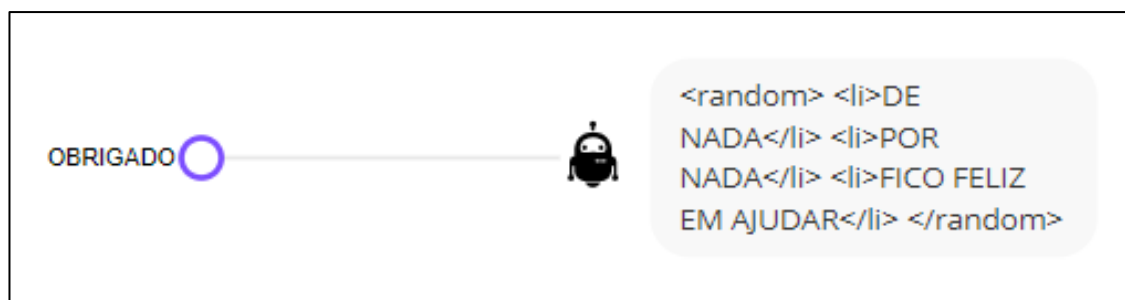 OBRIGADO
<random> <li>DE
NADA</li> <li>POR
NADA</li> <li>FICO FELIZ
EM AJUDAR</li> </random>